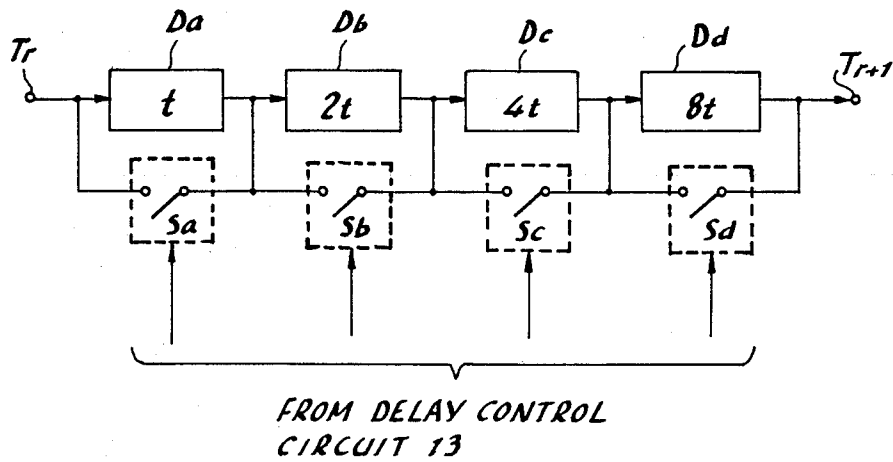 Da
Db
Dc
Dd
Tr
Tr+1
t
2t
4t
8t
Sa
Sb
Sc
Sd
FROM DELAY CONTROL
CIRCUIT 13